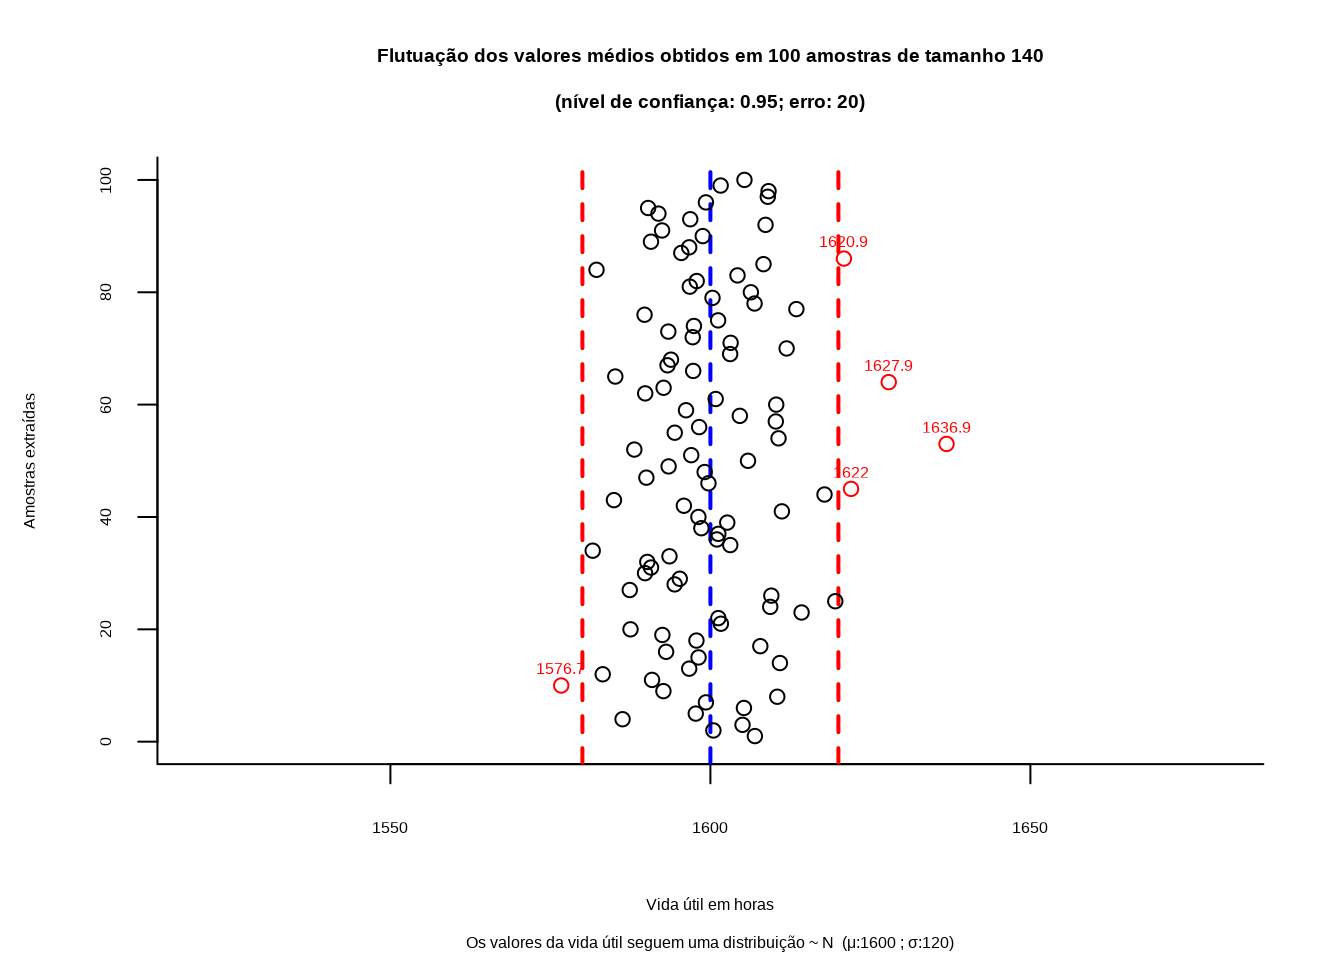 Flutuação dos valores médios obtidos em 100 amostras de tamanho 140
(nível de confiança: 0.95; erro: 20)
100
80
60
40
20
0
Amostras extraídas
1620.9
1627.9
1636.9
1622
1576.7
1550
1600
1650
Vida útil em horas
Os valores da vida útil seguem uma distribuição ~ N (μ:1600 ; σ:120)